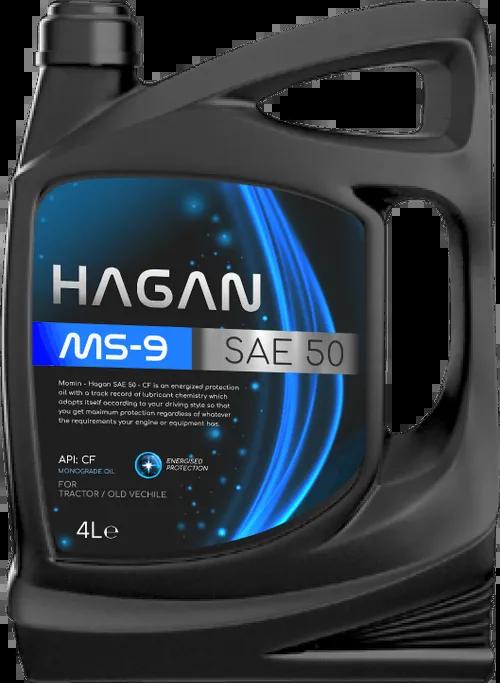 HAGAN
MS-9 SAE 50
Momin - Hagan SAE 50 - CF is an energized protection
oil with a track record of lubricant chemistry which
adapts itself according to your driving style so that
you get maximum protection regardless of whatever
the requirements your engine or equipment has.
API: CF
MONOGRADE OIL
ENERGISED
PROTECTION
FOR
TRACTOR / OLD VECHILE
4L℮